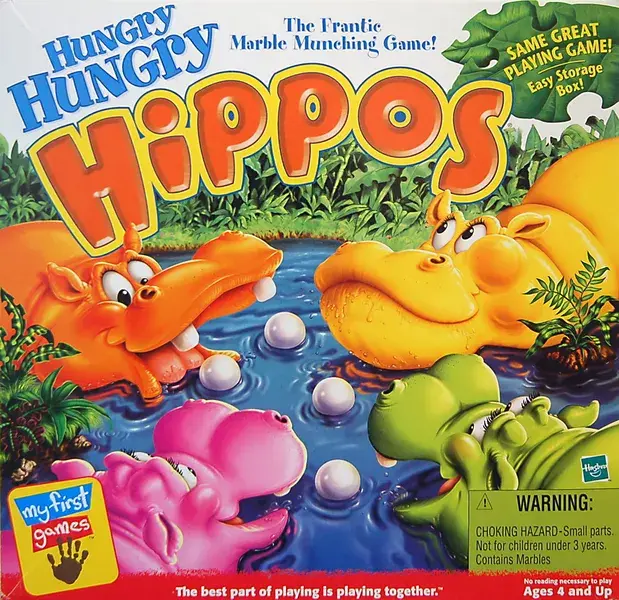 Hungry
Hungry
Hippos
The Frantic
Marble Munching Game!
SAME GREAT
PLAYING GAME!
Easy Storage
Box!
my first
games™
Hasbro
WARNING:
CHOKING HAZARD-Small parts.
Not for children under 3 years.
Contains Marbles
The best part of playing is playing together.™
No reading necessary to play
Ages 4 and Up